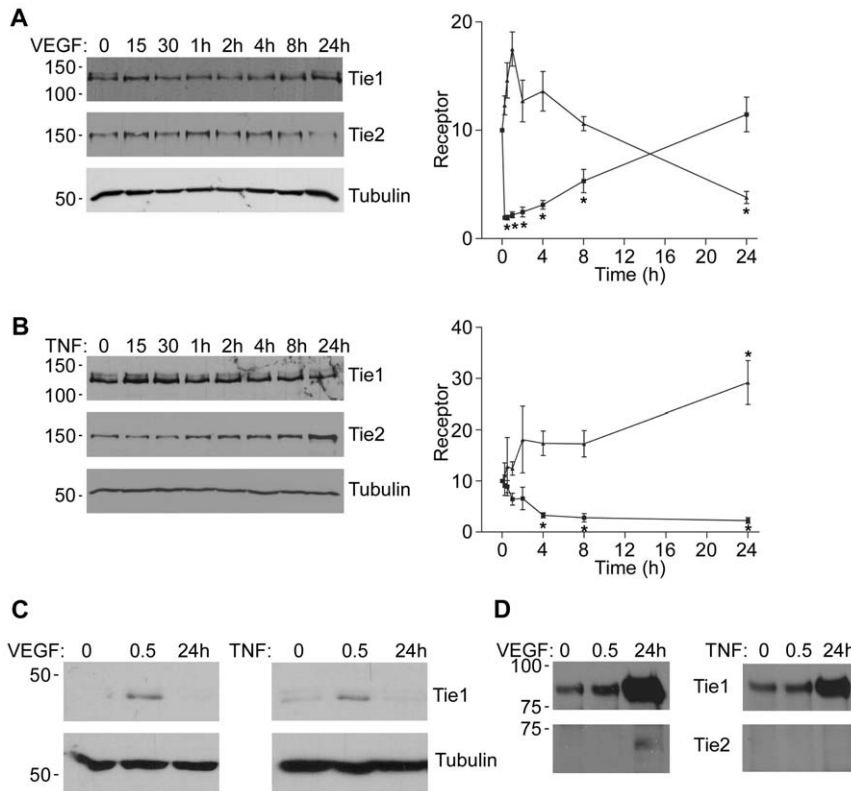 A
VEGF: 0 15 30 1h 2h 4h 8h 24h
150
100
Tie1
150
Tie2
50
Tubulin
Receptor
20
10
0
0 4 8 12 16 20 24
Time (h)
* * * * * *
B
TNF: 0 15 30 1h 2h 4h 8h 24h
150
100
Tie1
150
Tie2
50
Tubulin
Receptor
40
30
20
10
0
0 4 8 12 16 20 24
Time (h)
*
* * *
C
VEGF: 0 0.5 24h
TNF: 0 0.5 24h
50
Tie1
50
Tubulin
D
VEGF: 0 0.5 24h
TNF: 0 0.5 24h
100
75
Tie1
75
Tie2